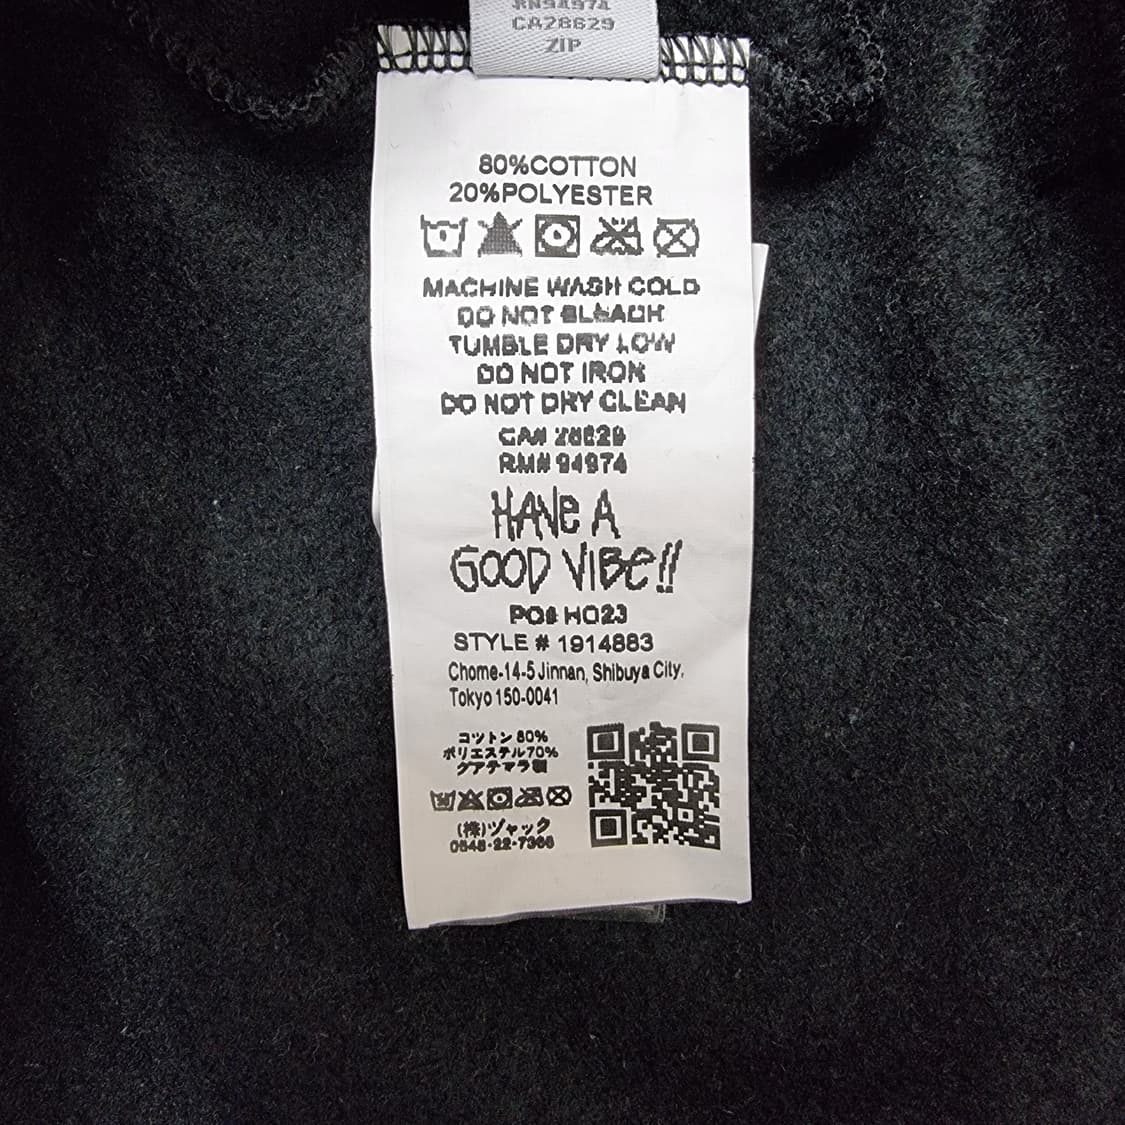 RN94974
CA28629
ZIP
80%COTTON
20%POLYESTER
MACHINE WASH COLD
DO NOT BLEACH
TUMBLE DRY LOW
DO NOT IRON
DO NOT DRY CLEAN
CA# 28629
RM# 94974
HAVE A
GOOD VIBE!!
PO# HO23
STYLE # 1914883
Chome-14-5 Jinnan, Shibuya City,
Tokyo 150-0041
コットン 80%
ポリエステル70%
クアテマラ製
(株)ヅャック
0548-22-7366